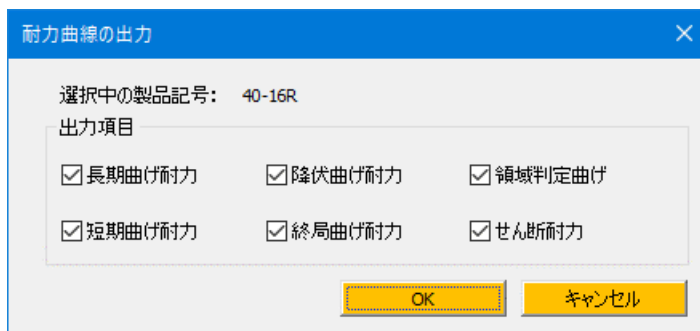 耐力曲線の出力
選択中の製品記号: 40-16R
出力項目
長期曲げ耐力 降伏曲げ耐力 領域判定曲げ
短期曲げ耐力 終局曲げ耐力 せん断耐力
OK キャンセル